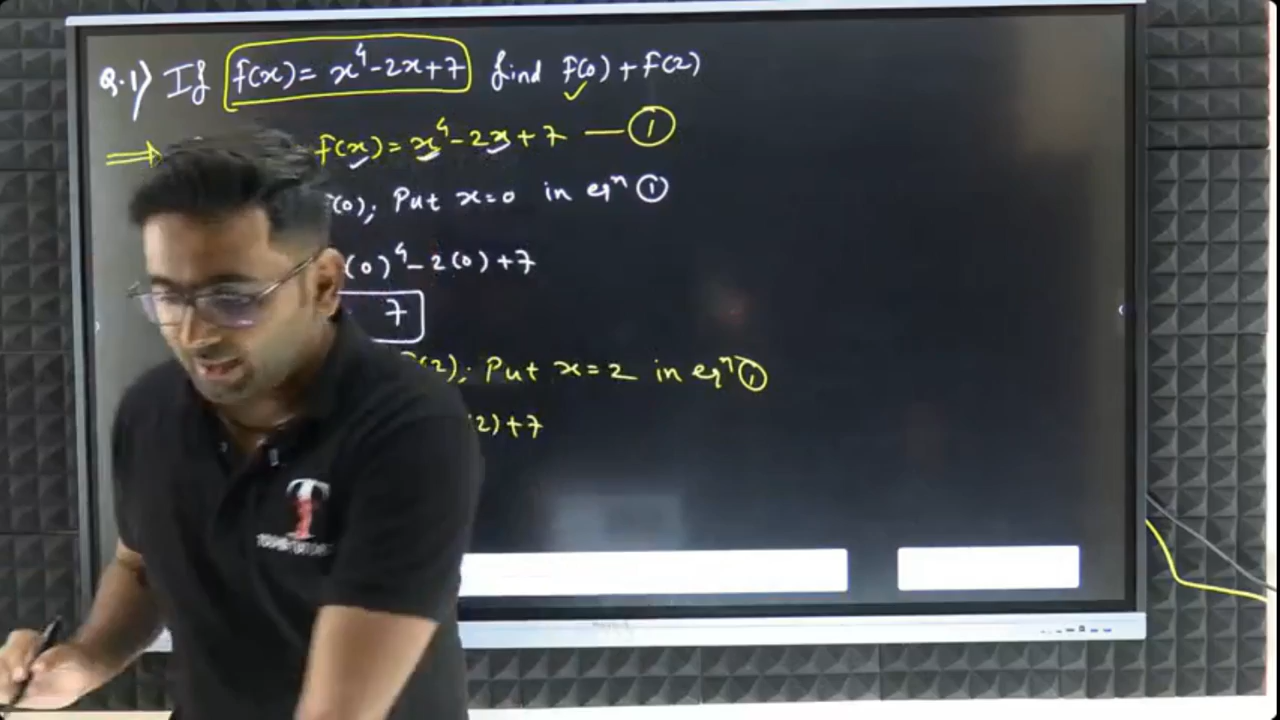 Q.1) If f(x) = x⁴-2x+7 find f(0) + f(2)
f(x) = x⁴ - 2x + 7 — ①
(0); Put x=0 in eqⁿ ①
(0)⁴ - 2(0) + 7
7
(2); Put x = 2 in eqⁿ ①
2) + 7
T